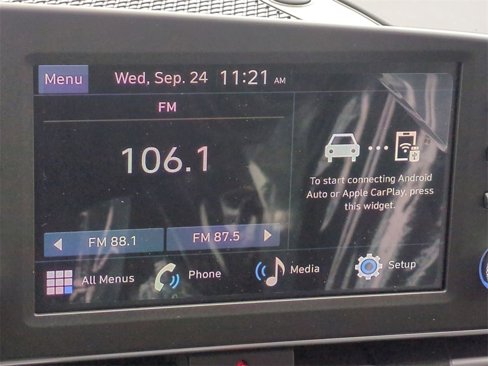 Menu Wed, Sep. 24 11:21 AM
FM
106.1
To start connecting Android
Auto or Apple CarPlay, press
this widget.
FM 88.1 FM 87.5
All Menus Phone Media Setup